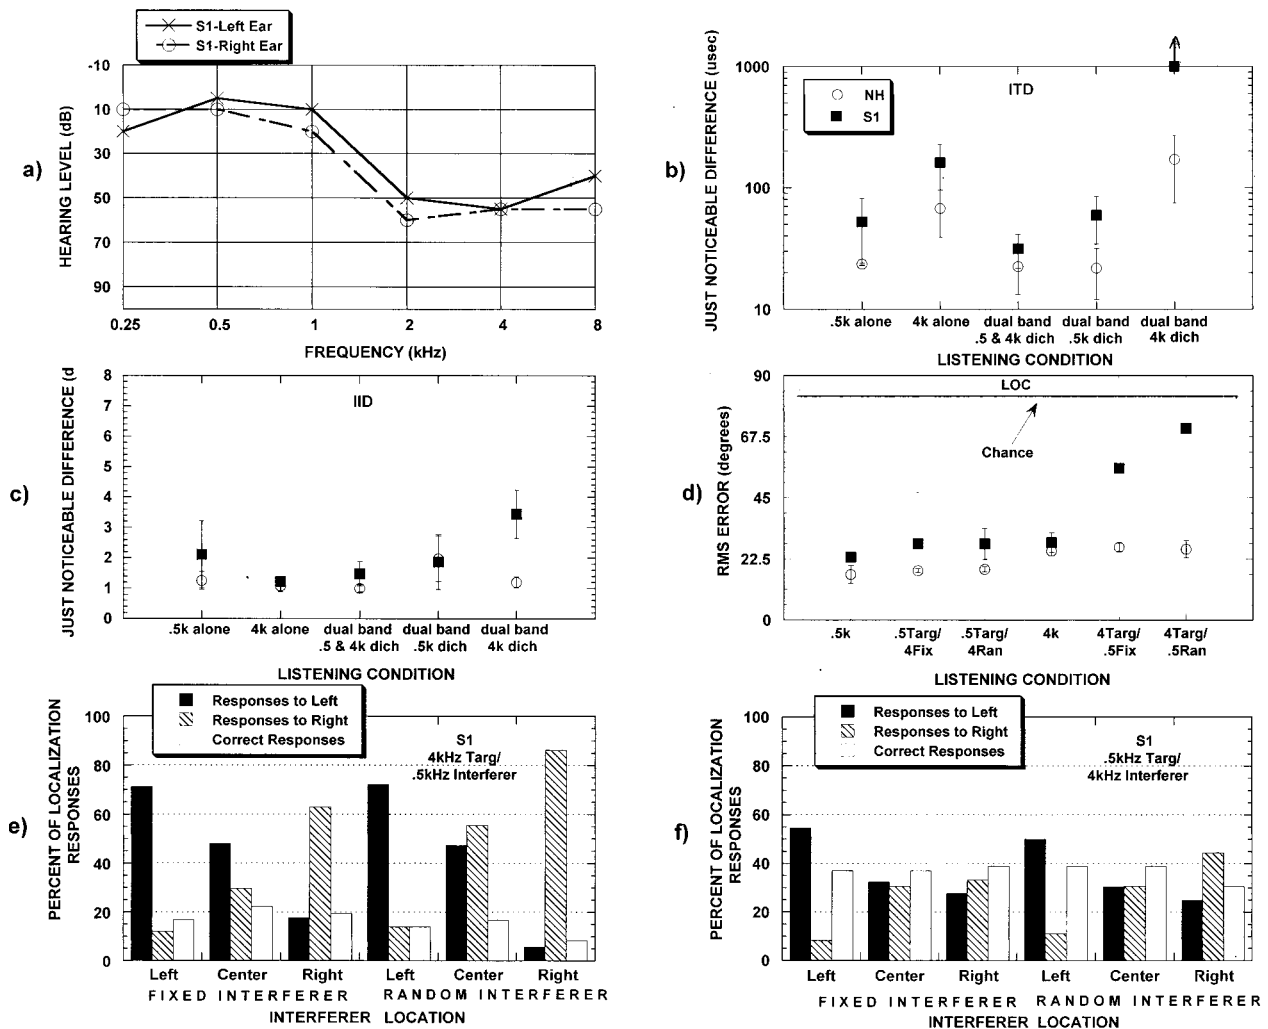 S1-Left Ear
S1-Right Ear
a)
HEARING LEVEL (dB)
-10
10
30
50
70
90
0.25
0.5
1
2
4
8
FREQUENCY (kHz)
b)
JUST NOTICEABLE DIFFERENCE (usec)
1000
100
10
NH
S1
ITD
.5k alone
4k alone
dual band
.5 & 4k dich
dual band
.5k dich
dual band
4k dich
LISTENING CONDITION
c)
JUST NOTICEABLE DIFFERENCE (d
8
7
6
5
4
3
2
1
0
IID
.5k alone
4k alone
dual band
.5 & 4k dich
dual band
.5k dich
dual band
4k dich
LISTENING CONDITION
d)
RMS ERROR (degrees)
90
67.5
45
22.5
0
LOC
Chance
.5k
.5Targ/
4Fix
.5Targ/
4Ran
4k
4Targ/
.5Fix
4Targ/
.5Ran
LISTENING CONDITION
e)
PERCENT OF LOCALIZATION
RESPONSES
100
80
60
40
20
0
Responses to Left
Responses to Right
Correct Responses
S1
4kHz Targ/
.5kHz Interferer
Left
Center
Right
Left
Center
Right
FIXED INTERFERER
RANDOM INTERFERER
INTERFERER LOCATION
f)
PERCENT OF LOCALIZATION
RESPONSES
100
80
60
40
20
0
Responses to Left
Responses to Right
Correct Responses
S1
.5kHz Targ/
4kHz Interferer
Left
Center
Right
Left
Center
Right
FIXED INTERFERER
RANDOM INTERFERER
INTERFERER LOCATION